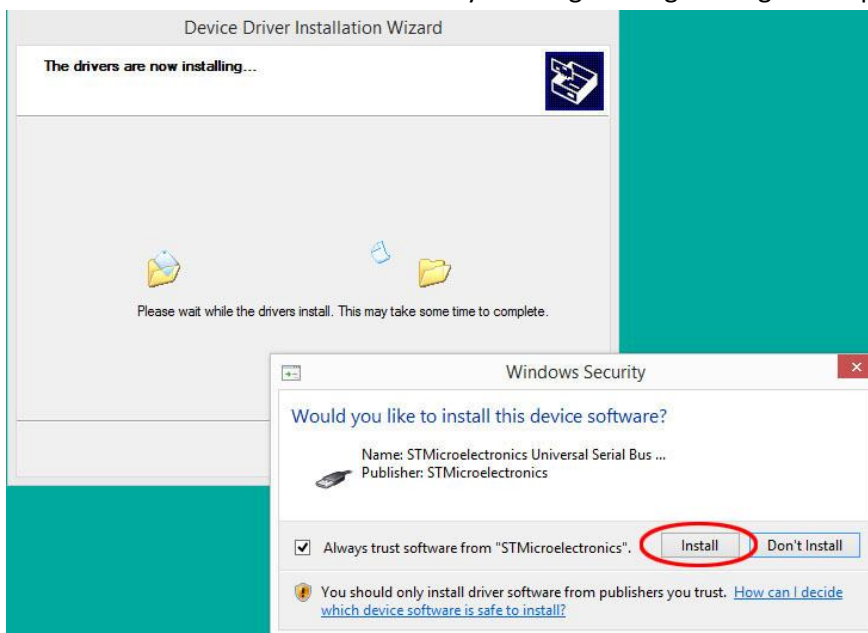 Device Driver Installation Wizard
The drivers are now installing...
Please wait while the drivers install. This may take some time to complete.
Windows Security
Would you like to install this device software?
Name: STMicroelectronics Universal Serial Bus ...
Publisher: STMicroelectronics
Always trust software from "STMicroelectronics".
Install
Don't Install
You should only install driver software from publishers you trust. How can I decide
which device software is safe to install?